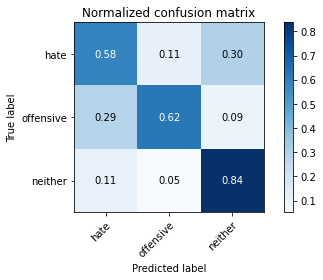 Normalized confusion matrix
True label
hate 0.58 0.11 0.30
offensive 0.29 0.62 0.09
neither 0.11 0.05 0.84
hate offensive neither
Predicted label
0.8
0.7
0.6
0.5
0.4
0.3
0.2
0.1